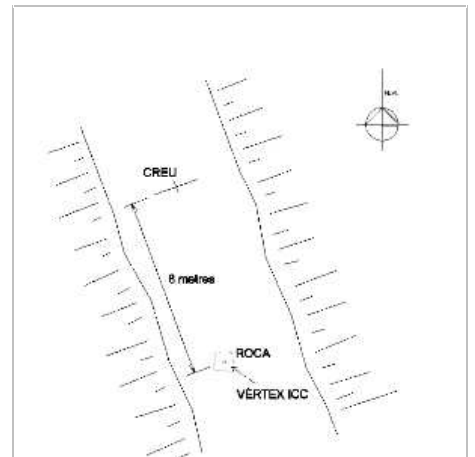 N.M.
CREU
8 metres
ROCA
VÈRTEX ICC